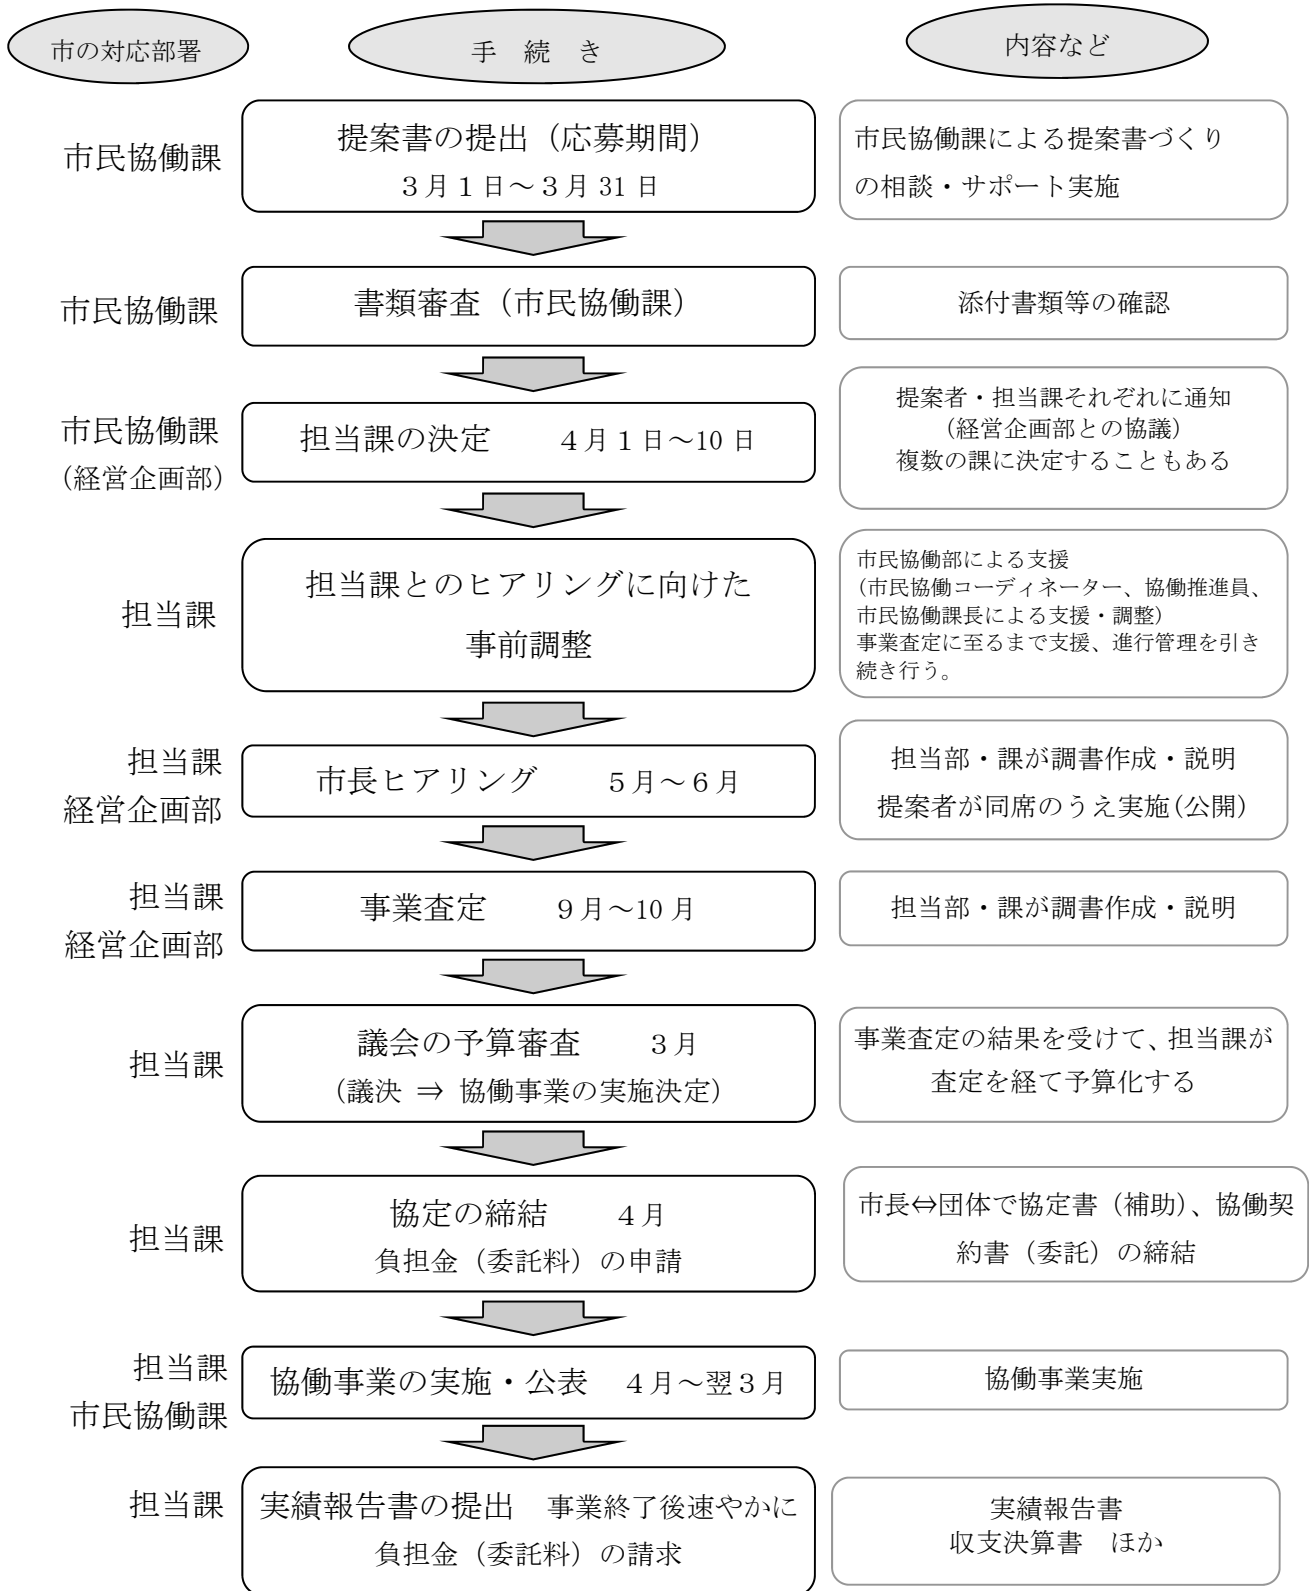 市の対応部署
手　続　き
内容など
市民協働課
提案書の提出（応募期間）
３月１日～３月 31 日
市民協働課による提案書づくり
の相談・サポート実施
市民協働課
書類審査（市民協働課）
添付書類等の確認
市民協働課
（経営企画部）
担当課の決定　　４月１日～10 日
提案者・担当課それぞれに通知
（経営企画部との協議）
複数の課に決定することもある
担当課
担当課とのヒアリングに向けた
事前調整
市民協働部による支援
（市民協働コーディネーター、協働推進員、
市民協働課長による支援・調整）
事業査定に至るまで支援、進行管理を引き
続き行う。
担当課
経営企画部
市長ヒアリング　　５月～６月
担当部・課が調書作成・説明
提案者が同席のうえ実施(公開)
担当課
経営企画部
事業査定　　９月～10 月
担当部・課が調書作成・説明
担当課
議会の予算審査　　３月
（議決 ⇒ 協働事業の実施決定）
事業査定の結果を受けて、担当課が
査定を経て予算化する
担当課
協定の締結　　４月
負担金（委託料）の申請
市長⇔団体で協定書（補助）、協働契
約書（委託）の締結
担当課
市民協働課
協働事業の実施・公表　４月～翌３月
協働事業実施
担当課
実績報告書の提出　事業終了後速やかに
負担金（委託料）の請求
実績報告書
収支決算書　ほか